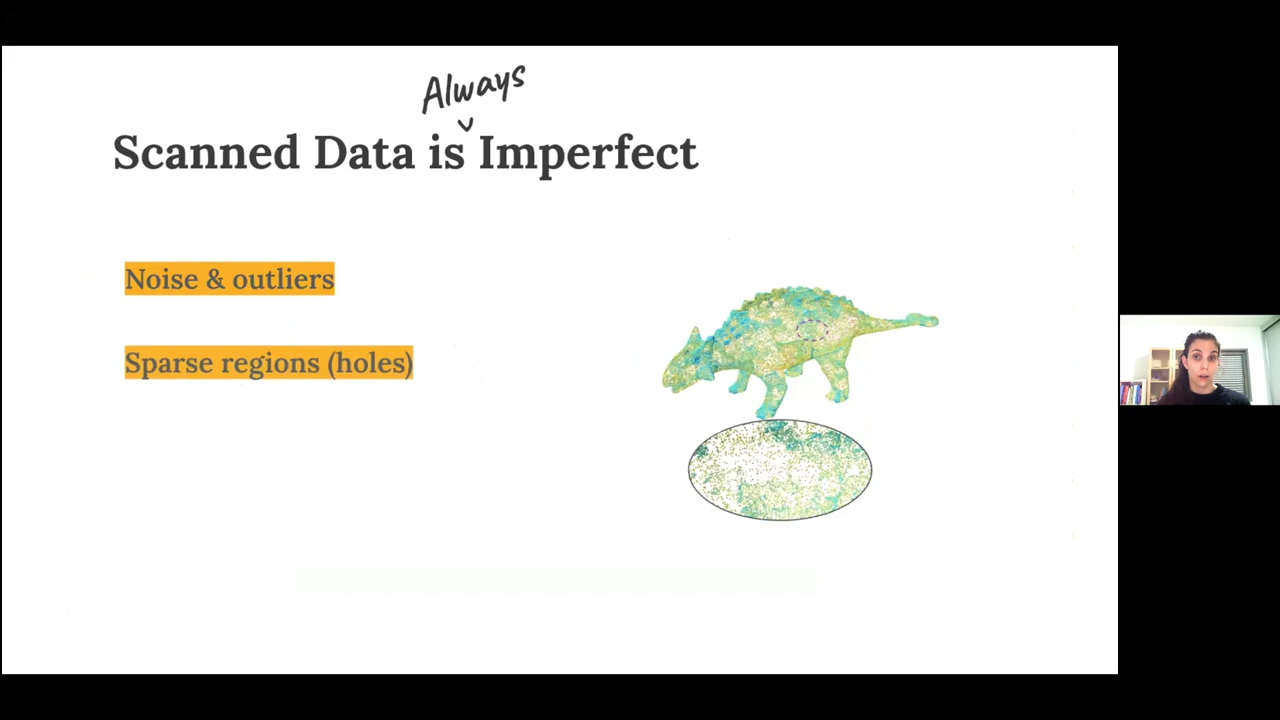 Always
Scanned Data is Imperfect
Noise & outliers
Sparse regions (holes)